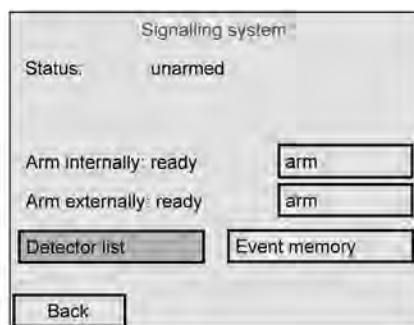 Signalling system
Status: unarmed
Arm internally: ready arm
Arm externally: ready arm
Detector list Event memory
Back